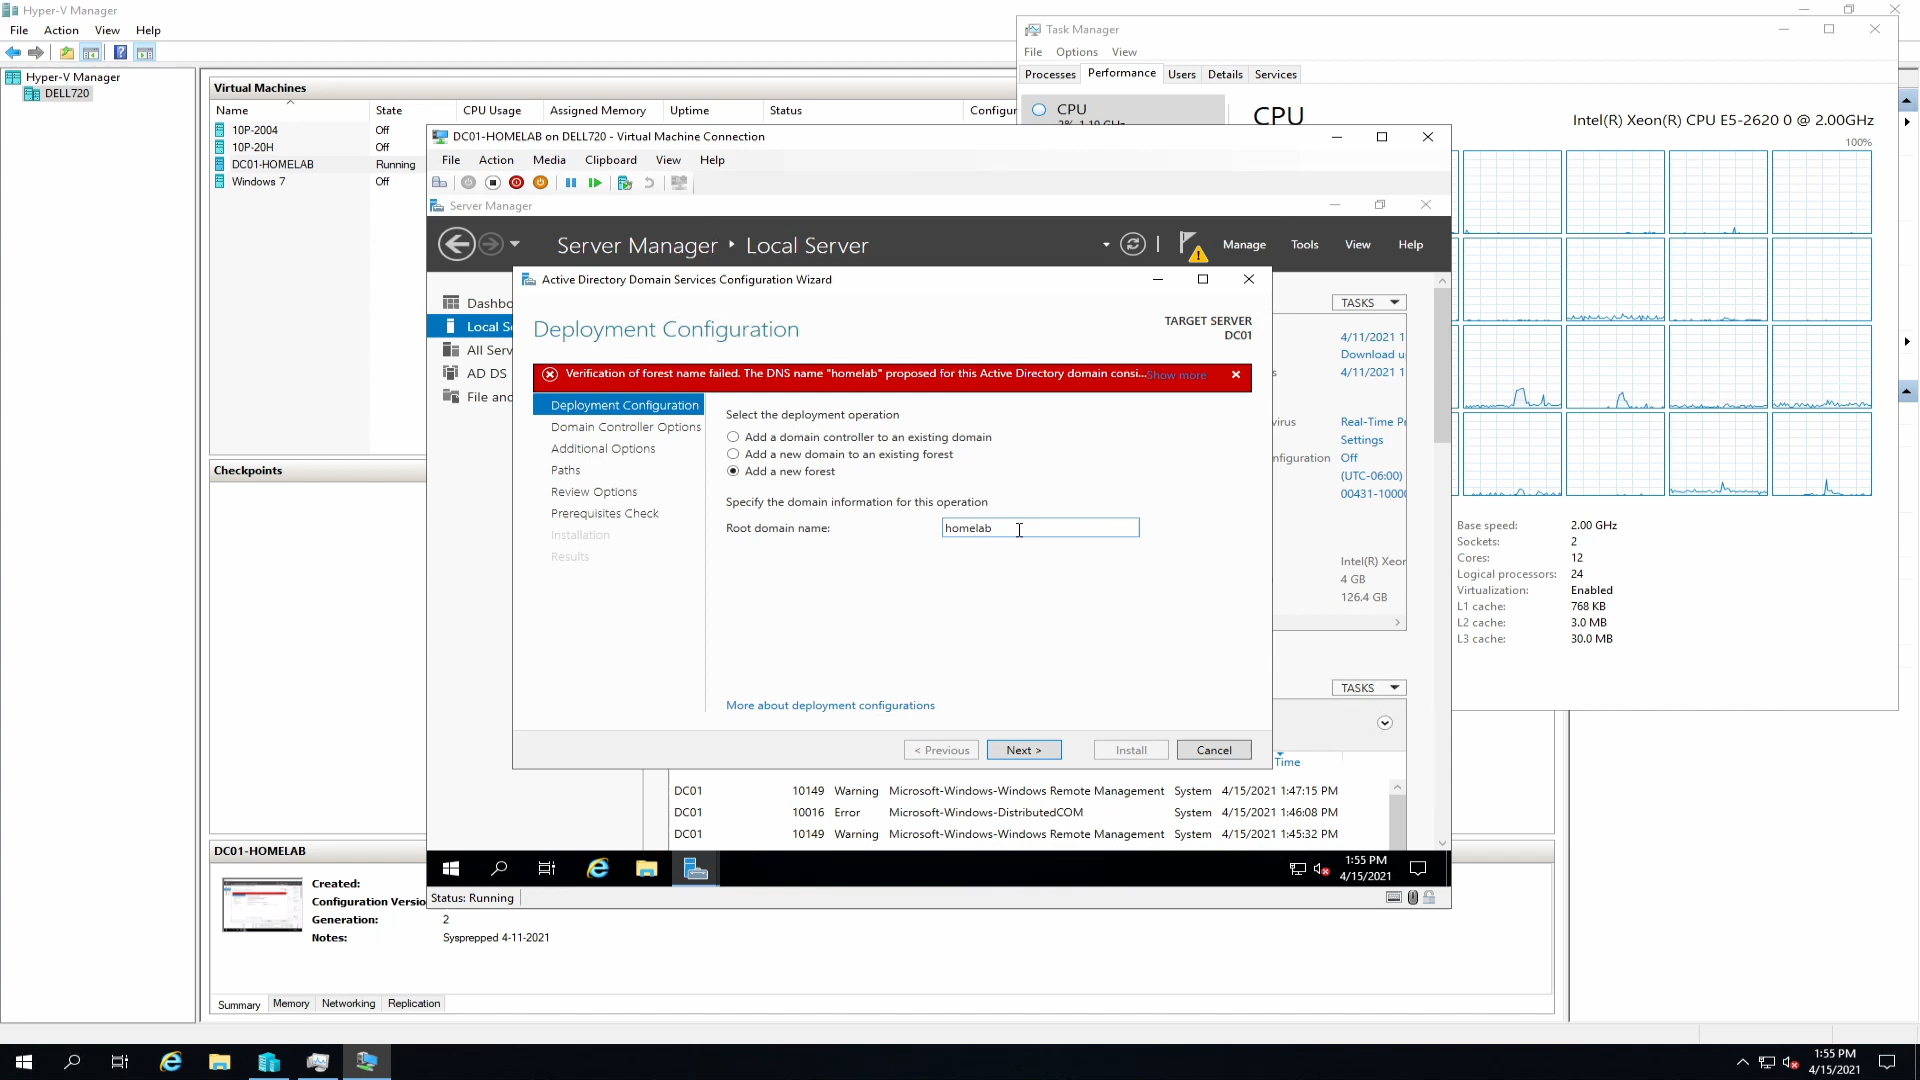 Hyper-V Manager
File Action View Help
Hyper-V Manager
DELL720
Virtual Machines
Name State CPU Usage Assigned Memory Uptime Status Configur
10P-2004 Off
10P-20H Off
DC01-HOMELAB Running
Windows 7 Off
Checkpoints
DC01-HOMELAB
Created:
Configuration Versio
Generation: 2
Notes: Sysprepped 4-11-2021
Summary Memory Networking Replication
Task Manager
File Options View
Processes Performance Users Details Services
CPU
CPU
Intel(R) Xeon(R) CPU E5-2620 0 @ 2.00GHz
100%
Base speed: 2.00 GHz
Sockets: 2
Cores: 12
Logical processors: 24
Virtualization: Enabled
L1 cache: 768 KB
L2 cache: 3.0 MB
L3 cache: 30.0 MB
DC01-HOMELAB on DELL720 - Virtual Machine Connection
File Action Media Clipboard View Help
Server Manager
Server Manager ‣ Local Server
Manage Tools View Help
Dashbo
Local S
All Serv
AD DS
File and
TASKS
4/11/2021 1
Download u
4/11/2021 1
Real-Time Pr
Settings
nfiguration Off
(UTC-06:00)
00431-1000
Intel(R) Xeor
4 GB
126.4 GB
TASKS
Time
DC01 10149 Warning Microsoft-Windows-Windows Remote Management System 4/15/2021 1:47:15 PM
DC01 10016 Error Microsoft-Windows-DistributedCOM System 4/15/2021 1:46:08 PM
DC01 10149 Warning Microsoft-Windows-Windows Remote Management System 4/15/2021 1:45:32 PM
Active Directory Domain Services Configuration Wizard
Deployment Configuration
TARGET SERVER
DC01
Verification of forest name failed. The DNS name "homelab" proposed for this Active Directory domain consi... Show more
Deployment Configuration
Domain Controller Options
Additional Options
Paths
Review Options
Prerequisites Check
Installation
Results
Select the deployment operation
Add a domain controller to an existing domain
Add a new domain to an existing forest
Add a new forest
Specify the domain information for this operation
Root domain name: homelab
More about deployment configurations
< Previous Next > Install Cancel
1:55 PM
4/15/2021
Status: Running
1:55 PM
4/15/2021